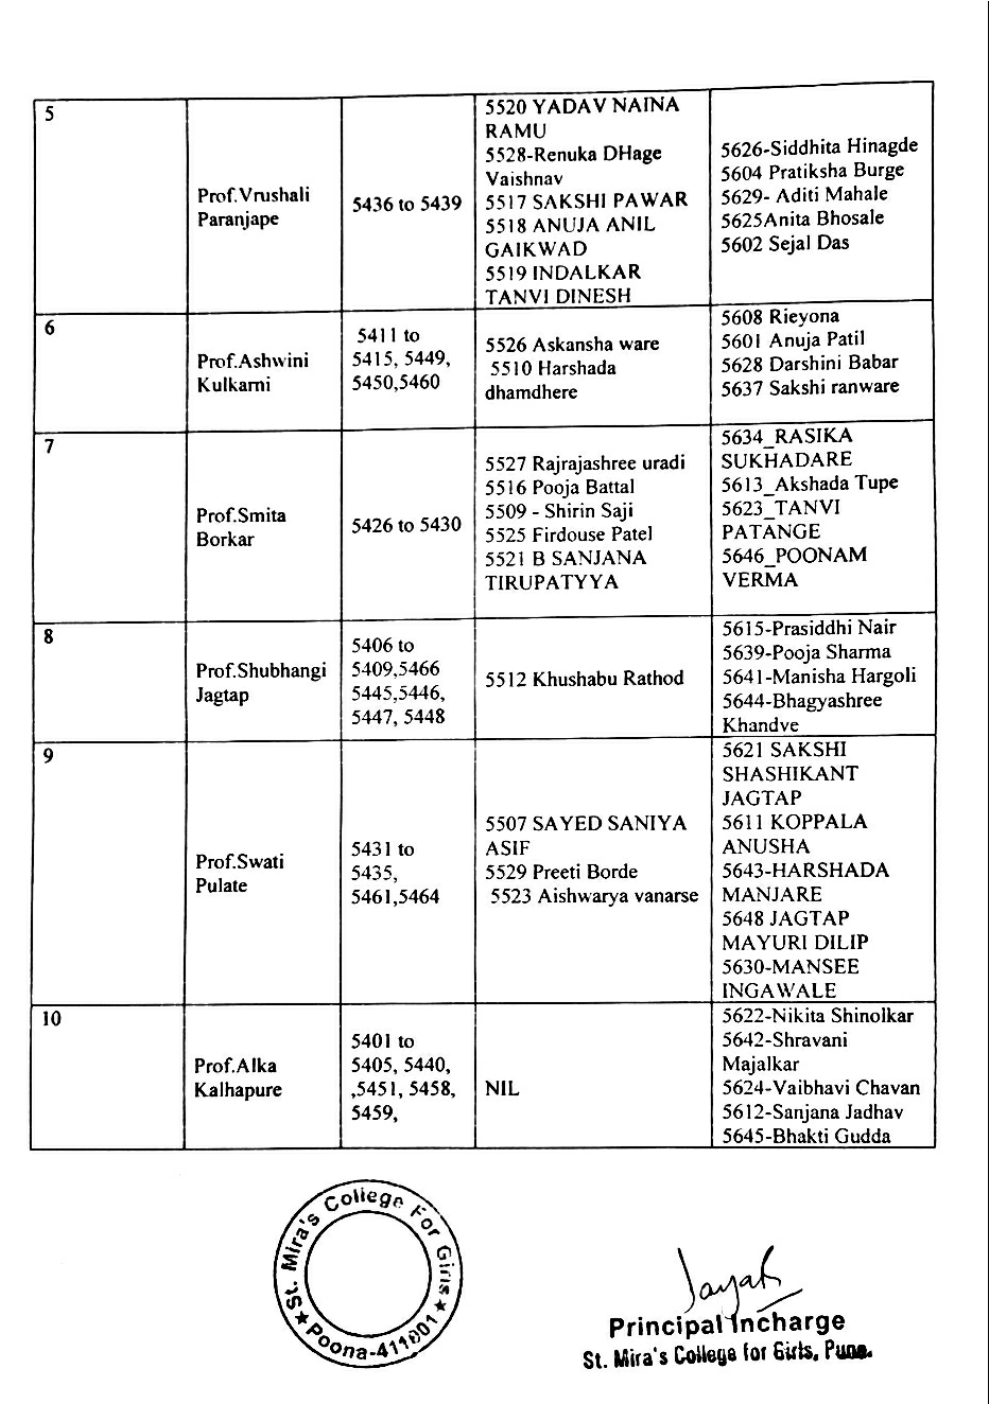 5
Prof.Vrushali
Paranjape
5436 to 5439
5520 YADAV NAINA
RAMU
5528-Renuka DHage
Vaishnav
5517 SAKSHI PAWAR
5518 ANUJA ANIL
GAIKWAD
5519 INDALKAR
TANVI DINESH
5626-Siddhita Hinagde
5604 Pratiksha Burge
5629- Aditi Mahale
5625Anita Bhosale
5602 Sejal Das
6
Prof.Ashwini
Kulkarni
5411 to
5415, 5449,
5450,5460
5526 Askansha ware
5510 Harshada
dhamdhere
5608 Rieyona
5601 Anuja Patil
5628 Darshini Babar
5637 Sakshi ranware
7
Prof.Smita
Borkar
5426 to 5430
5527 Rajrajashree uradi
5516 Pooja Battal
5509 - Shirin Saji
5525 Firdouse Patel
5521 B SANJANA
TIRUPATYYA
5634_RASIKA
SUKHADARE
5613_Akshada Tupe
5623_TANVI
PATANGE
5646_POONAM
VERMA
8
Prof.Shubhangi
Jagtap
5406 to
5409,5466
5445,5446,
5447, 5448
5512 Khushabu Rathod
5615-Prasiddhi Nair
5639-Pooja Sharma
5641-Manisha Hargoli
5644-Bhagyashree
Khandve
9
Prof.Swati
Pulate
5431 to
5435,
5461,5464
5507 SAYED SANIYA
ASIF
5529 Preeti Borde
5523 Aishwarya vanarse
5621 SAKSHI
SHASHIKANT
JAGTAP
5611 KOPPALA
ANUSHA
5643-HARSHADA
MANJARE
5648 JAGTAP
MAYURI DILIP
5630-MANSEE
INGAWALE
10
Prof.Alka
Kalhapure
5401 to
5405, 5440,
,5451, 5458,
5459,
NIL
5622-Nikita Shinolkar
5642-Shravani
Majalkar
5624-Vaibhavi Chavan
5612-Sanjana Jadhav
5645-Bhakti Gudda
St. Mira's College For Girls
★ Poona-411001 ★
Principal Incharge
St. Mira's College for Girls, Pune.